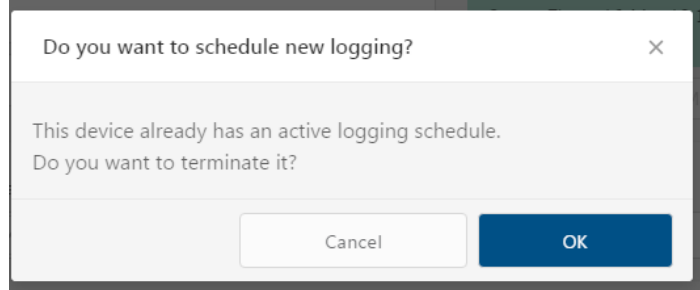 Do you want to schedule new logging?
This device already has an active logging schedule.
Do you want to terminate it?
Cancel
OK